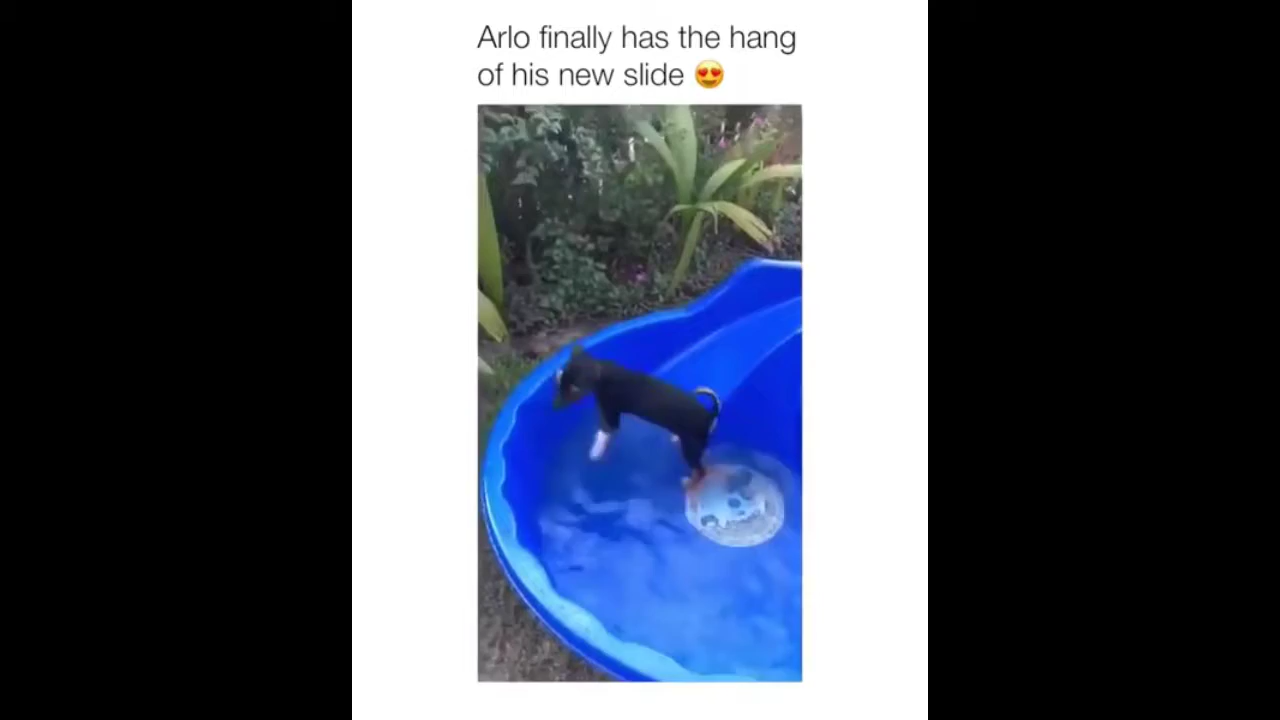 Arlo finally has the hang
of his new slide 😍